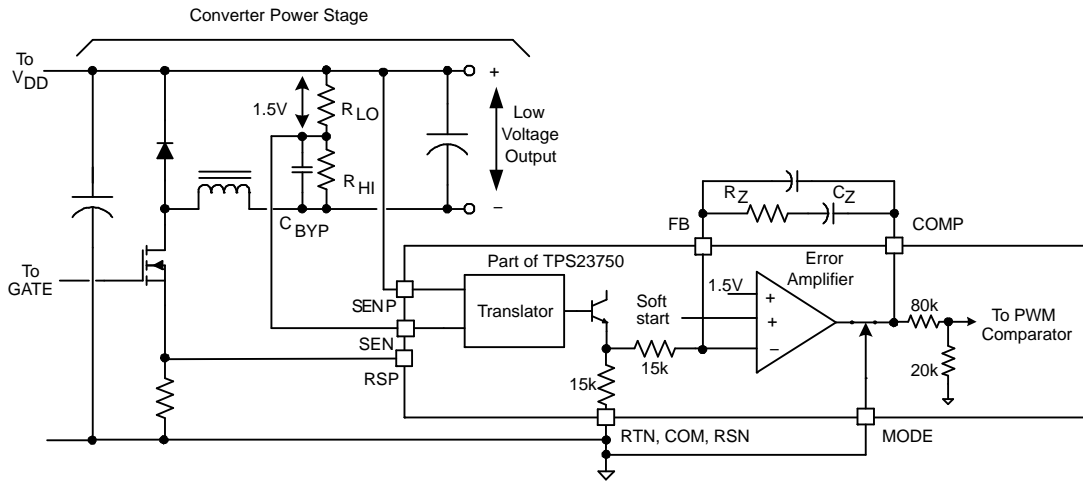 Converter Power Stage
To
VDD
1.5V
RLO
+
Low
Voltage
Output
RHI
CBYP
−
RZ
CZ
FB
COMP
To
GATE
Part of TPS23750
Error
Amplifier
SENP
Translator
Soft
start
1.5V
+
+
−
80k
To PWM
Comparator
SEN
RSP
15k
15k
20k
RTN, COM, RSN
MODE